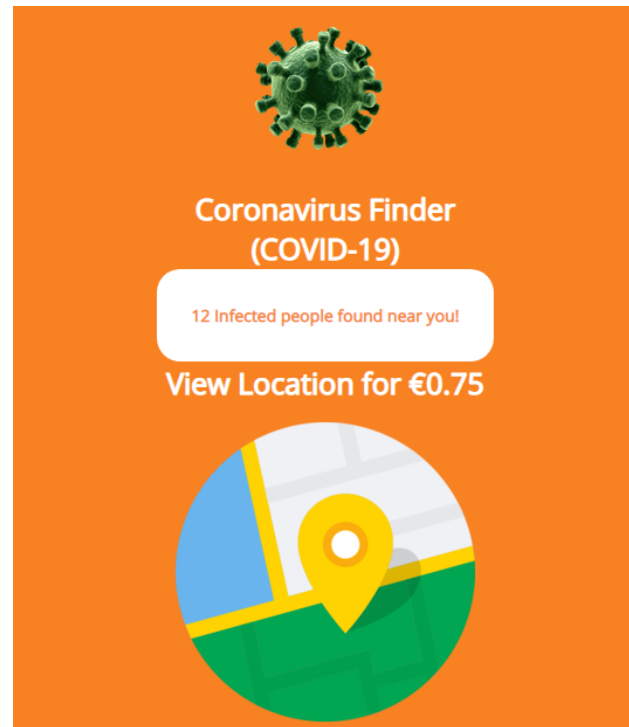 Coronavirus Finder
(COVID-19)
12 Infected people found near you!
View Location for €0.75